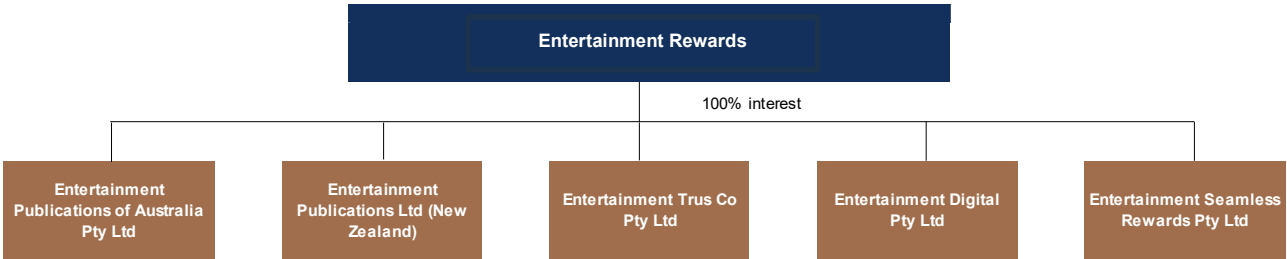 Entertainment Rewards
100% interest
Entertainment
Publications of Australia
Pty Ltd
Entertainment
Publications Ltd (New
Zealand)
Entertainment Trus Co
Pty Ltd
Entertainment Digital
Pty Ltd
Entertainment Seamless
Rewards Pty Ltd